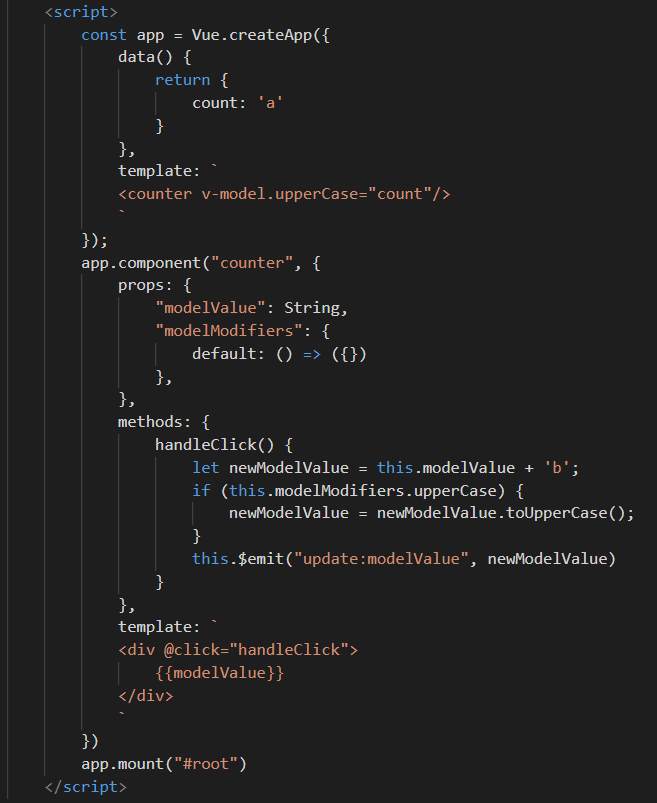 <script>
const app = Vue.createApp({
data() {
return {
count: 'a'
}
},
template: `
<counter v-model.upperCase="count"/>
`
});
app.component("counter", {
props: {
"modelValue": String,
"modelModifiers": {
default: () => ({})
},
},
methods: {
handleClick() {
let newModelValue = this.modelValue + 'b';
if (this.modelModifiers.upperCase) {
newModelValue = newModelValue.toUpperCase();
}
this.$emit("update:modelValue", newModelValue)
}
},
template: `
<div @click="handleClick">
{{modelValue}}
</div>
`
})
app.mount("#root")
</script>